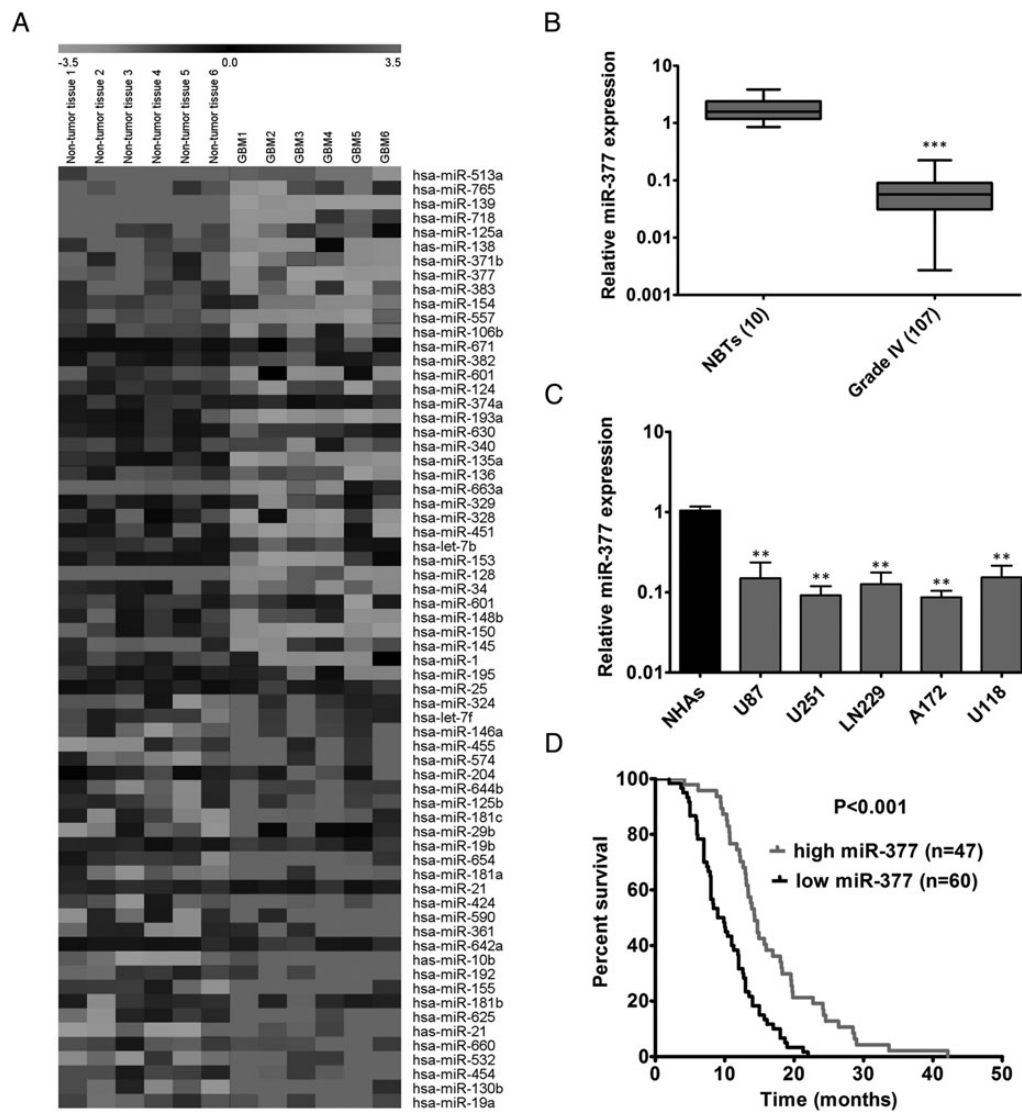 A
-3.5 0.0 3.5
Non-tumor tissue 1
Non-tumor tissue 2
Non-tumor tissue 3
Non-tumor tissue 4
Non-tumor tissue 5
Non-tumor tissue 6
GBM1
GBM2
GBM3
GBM4
GBM5
GBM6
hsa-miR-513a
hsa-miR-765
hsa-miR-139
hsa-miR-718
hsa-miR-125a
has-miR-138
hsa-miR-371b
hsa-miR-377
hsa-miR-383
hsa-miR-154
hsa-miR-557
hsa-miR-106b
hsa-miR-671
hsa-miR-382
hsa-miR-601
hsa-miR-124
hsa-miR-374a
hsa-miR-193a
hsa-miR-630
hsa-miR-340
hsa-miR-135a
hsa-miR-136
hsa-miR-663a
hsa-miR-329
hsa-miR-328
hsa-miR-451
hsa-let-7b
hsa-miR-153
hsa-miR-128
hsa-miR-34
hsa-miR-601
hsa-miR-148b
hsa-miR-150
hsa-miR-145
hsa-miR-1
hsa-miR-195
hsa-miR-25
hsa-miR-324
hsa-let-7f
hsa-miR-146a
hsa-miR-455
hsa-miR-574
hsa-miR-204
hsa-miR-644b
hsa-miR-125b
hsa-miR-181c
hsa-miR-29b
hsa-miR-19b
hsa-miR-654
hsa-miR-181a
hsa-miR-21
hsa-miR-424
hsa-miR-590
hsa-miR-361
hsa-miR-642a
has-miR-10b
hsa-miR-192
hsa-miR-155
hsa-miR-181b
hsa-miR-625
has-miR-21
hsa-miR-660
hsa-miR-532
hsa-miR-454
hsa-miR-130b
hsa-miR-19a
B
Relative miR-377 expression
10
1
0.1
0.01
0.001
***
NBTs (10)
Grade IV (107)
C
Relative miR-377 expression
10
1
0.1
0.01
** ** ** ** **
NHAs
U87
U251
LN229
A172
U118
D
Percent survival
100
80
60
40
20
0
P<0.001
high miR-377 (n=47)
low miR-377 (n=60)
0 10 20 30 40 50
Time (months)